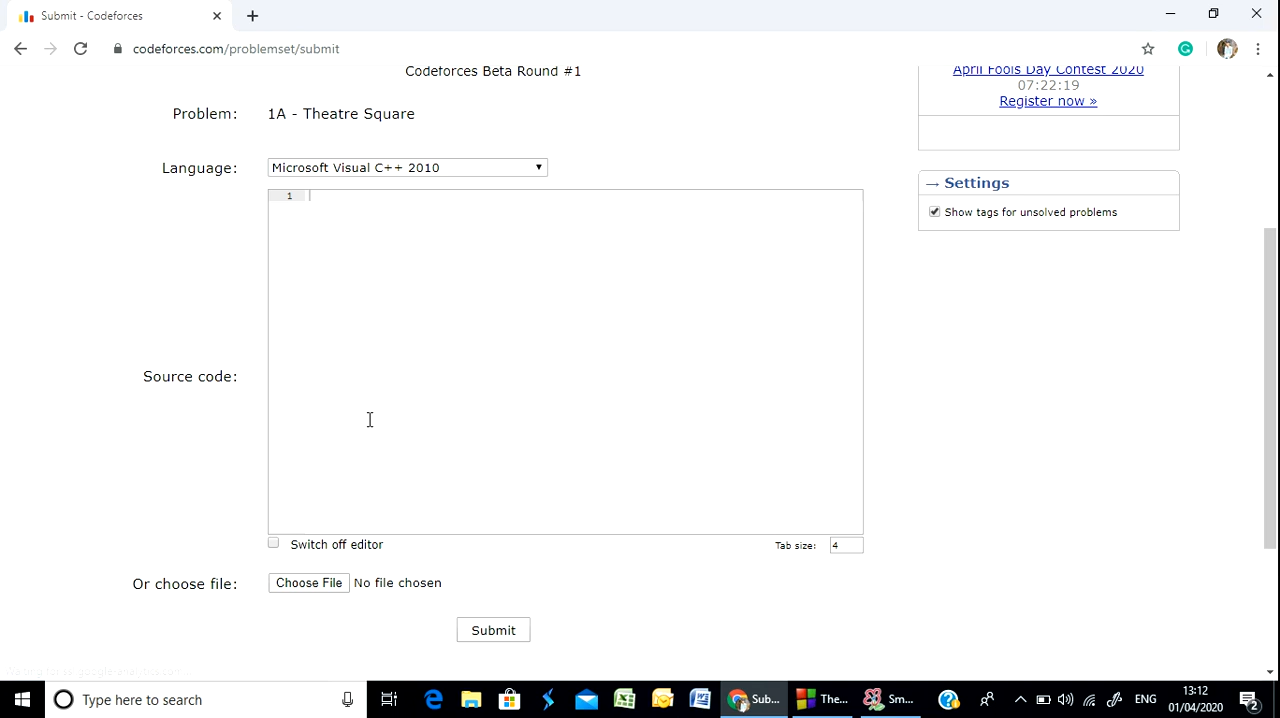 Submit - Codeforces
codeforces.com/problemset/submit
Codeforces Beta Round #1
April Fools Day Contest 2020
07:22:19
Register now »
Problem: 1A - Theatre Square
Language: Microsoft Visual C++ 2010
→ Settings
Show tags for unsolved problems
1
Source code:
Switch off editor
Tab size: 4
Or choose file: Choose File No file chosen
Submit
Type here to search
Sub...
The...
Sm...
ENG
13:12
01/04/2020
2